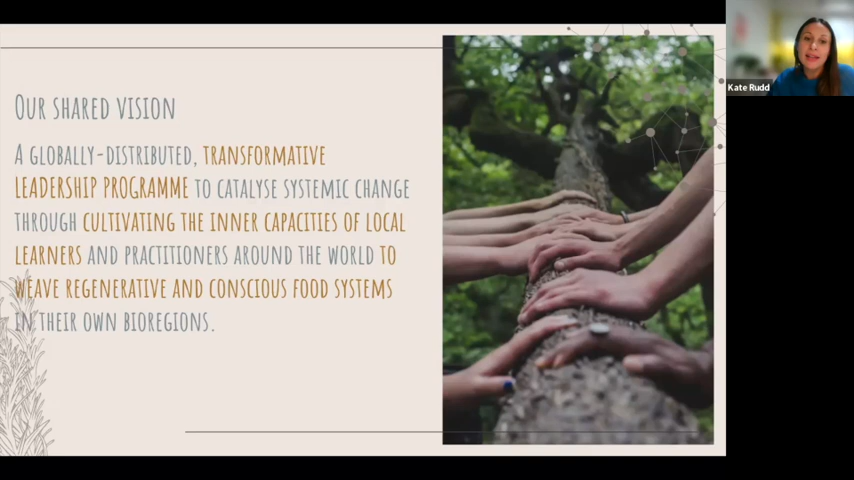 Our shared vision
A globally-distributed, transformative
leadership programme to catalyse systemic change
through cultivating the inner capacities of local
learners and practitioners around the world to
weave regenerative and conscious food systems
in their own bioregions.
Kate Rudd